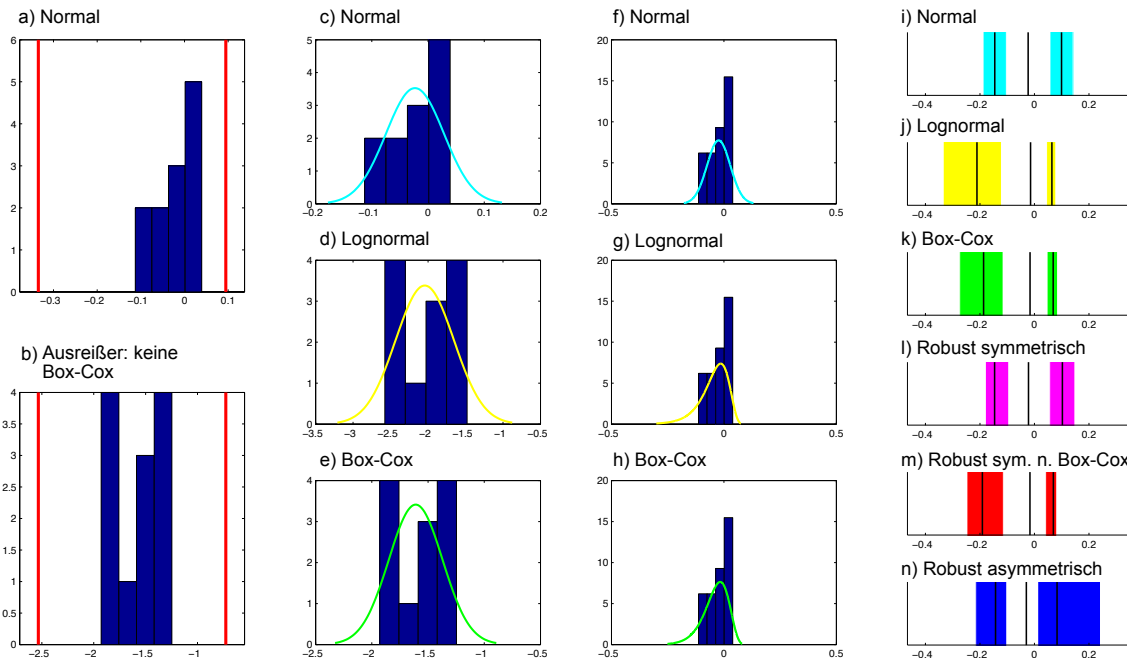 a) Normal
6
5
4
3
2
1
0
−0.3 −0.2 −0.1 0 0.1
b) Ausreißer: keine
Box-Cox
4
3.5
3
2.5
2
1.5
1
0.5
0
−2.5 −2 −1.5 −1
c) Normal
5
4
3
2
1
0
−0.2 −0.1 0 0.1 0.2
d) Lognormal
4
3
2
1
0
−3.5 −3 −2.5 −2 −1.5 −1 −0.5
e) Box-Cox
4
3
2
1
0
−2.5 −2 −1.5 −1 −0.5
f) Normal
20
15
10
5
0
−0.5 0 0.5
g) Lognormal
20
15
10
5
0
−0.5 0 0.5
h) Box-Cox
20
15
10
5
0
−0.5 0 0.5
i) Normal
−0.4 −0.2 0 0.2
j) Lognormal
−0.4 −0.2 0 0.2
k) Box-Cox
−0.4 −0.2 0 0.2
l) Robust symmetrisch
−0.4 −0.2 0 0.2
m) Robust sym. n. Box-Cox
−0.4 −0.2 0 0.2
n) Robust asymmetrisch
−0.4 −0.2 0 0.2